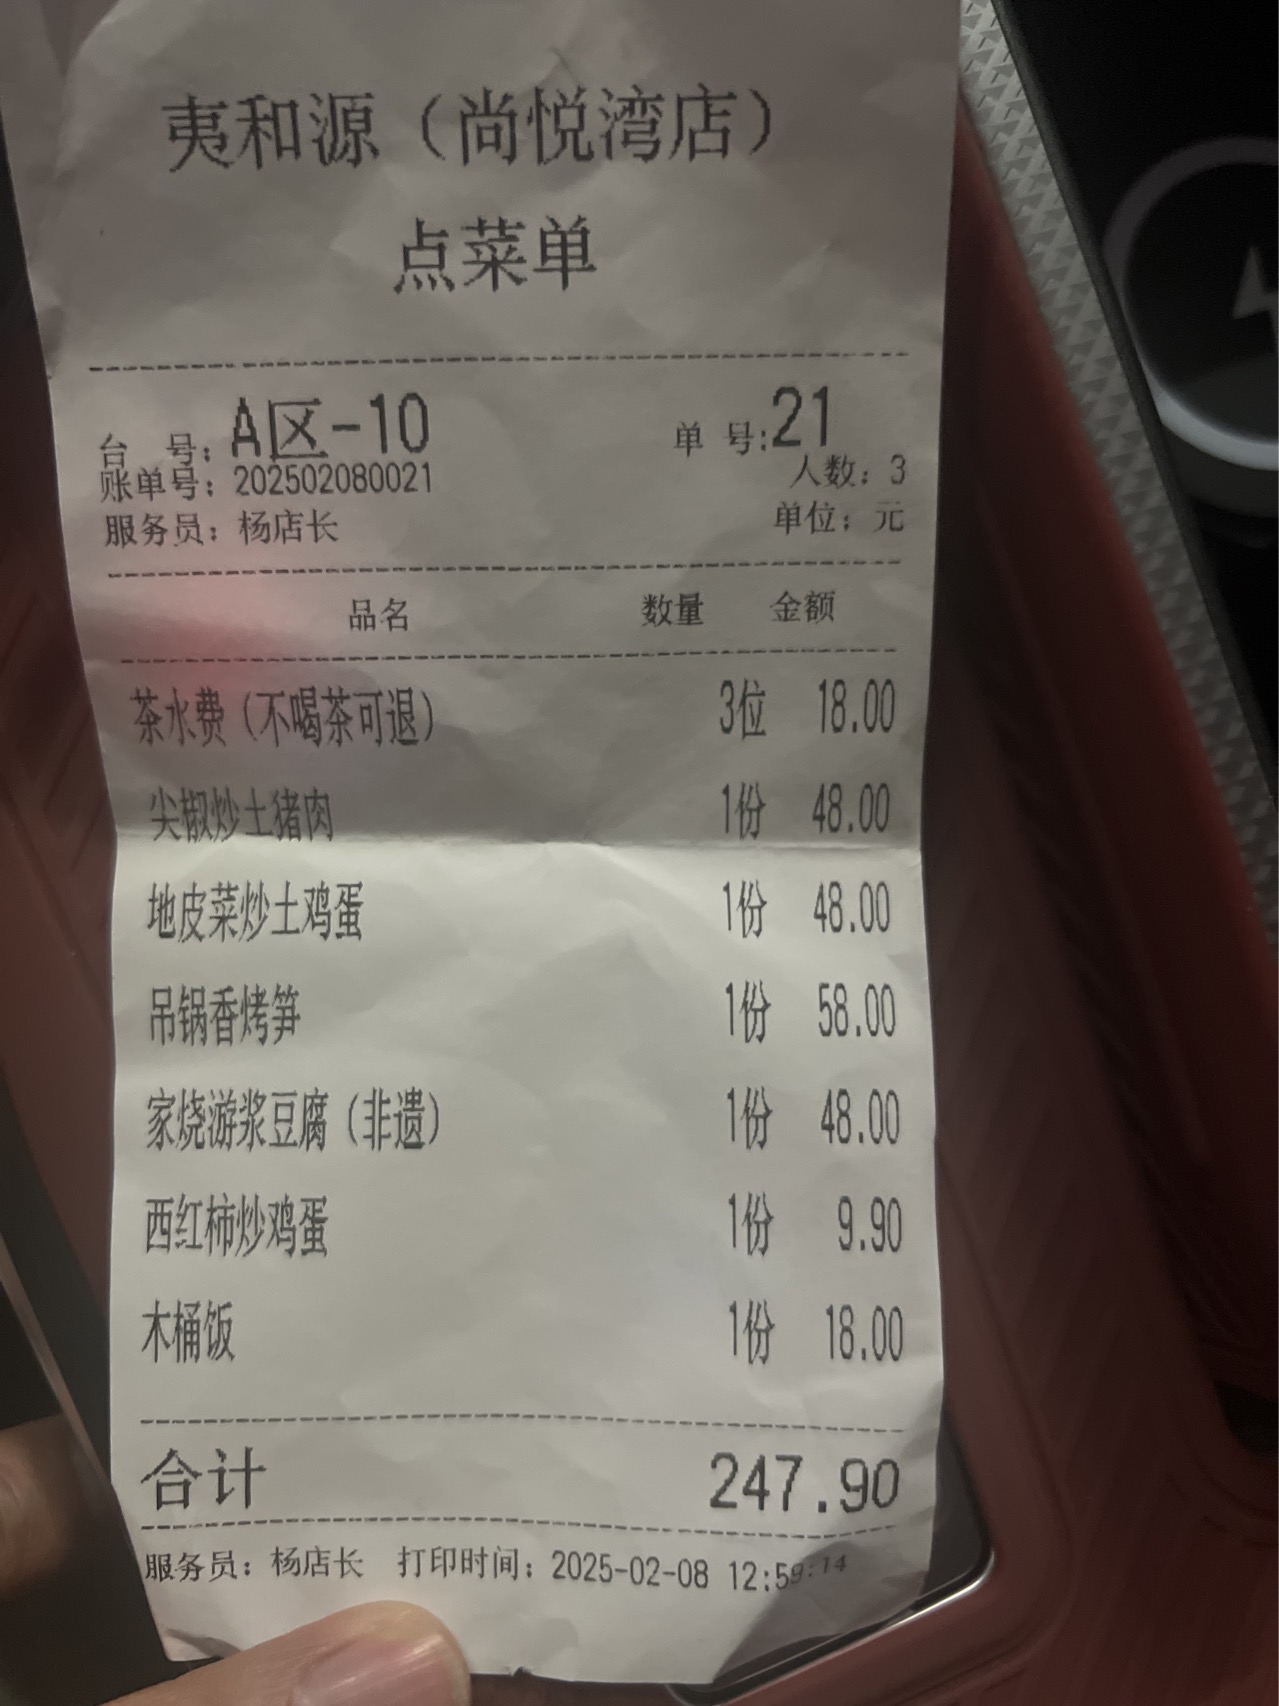 夷和源（尚悦湾店）
点菜单
台 号：A区-10 单 号：21
账单号：202502080021 人数：3
服务员：杨店长 单位：元
品名 数量 金额
茶水费（不喝茶可退） 3位 18.00
尖椒炒土猪肉 1份 48.00
地皮菜炒土鸡蛋 1份 48.00
吊锅香烤笋 1份 58.00
家烧游浆豆腐（非遗） 1份 48.00
西红柿炒鸡蛋 1份 9.90
木桶饭 1份 18.00
合计 247.90
服务员：杨店长 打印时间：2025-02-08 12:59:14